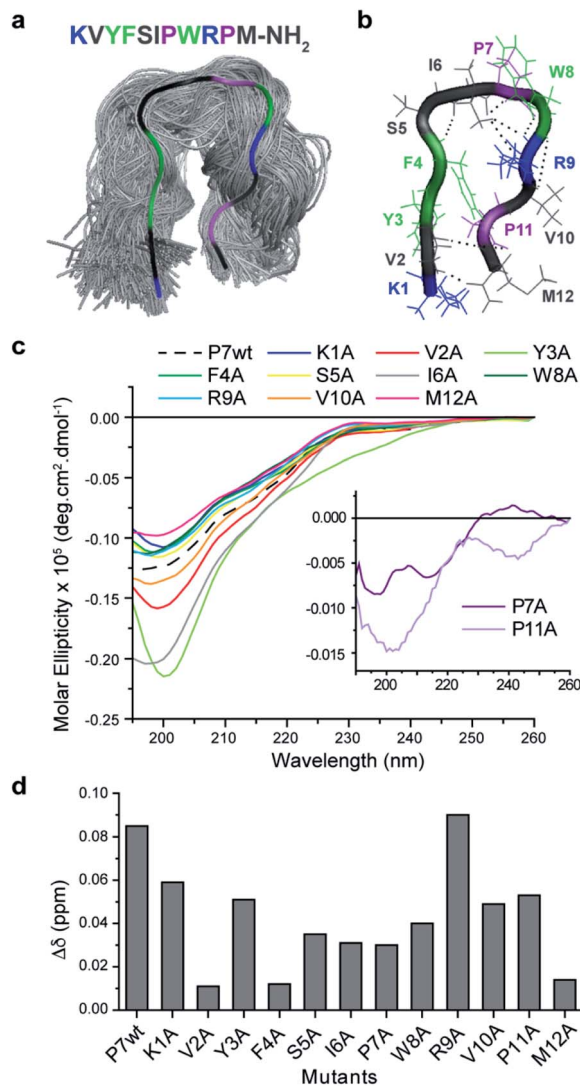 a
KVYFSIPWRPM-NH2
b
P7
I6
W8
S5
F4
R9
Y3
P11
V10
V2
K1
M12
c
P7wt K1A V2A Y3A
F4A S5A I6A W8A
R9A V10A M12A
0.00
-0.05
-0.10
-0.15
-0.20
-0.25
Molar Ellipticity x 10⁵ (deg.cm².dmol⁻¹)
200 210 220 230 240 250 260
Wavelength (nm)
0.000
-0.005
-0.010
-0.015
P7A
P11A
200 220 240 260
d
0.10
0.08
0.06
0.04
0.02
0.00
Δδ (ppm)
P7wt K1A V2A Y3A F4A S5A I6A P7A W8A R9A V10A P11A M12A
Mutants